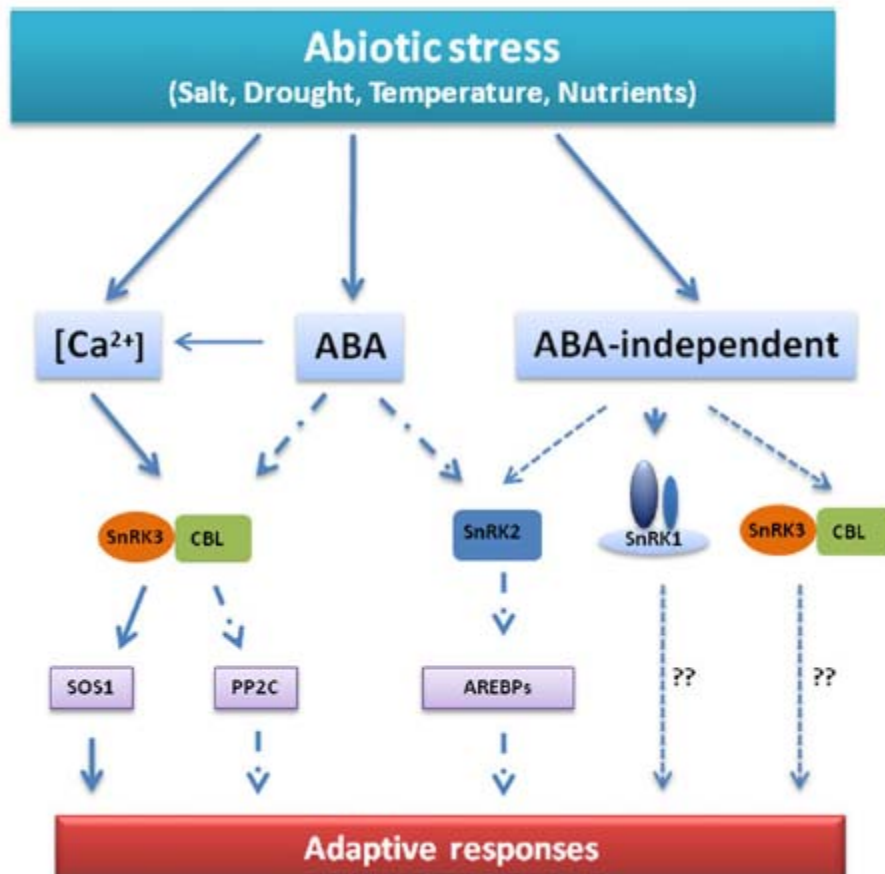 Abiotic stress
(Salt, Drought, Temperature, Nutrients)
[Ca²⁺]
ABA
ABA-independent
SnRK3
CBL
SnRK2
SnRK1
SnRK3
CBL
SOS1
PP2C
AREBPs
??
??
Adaptive responses